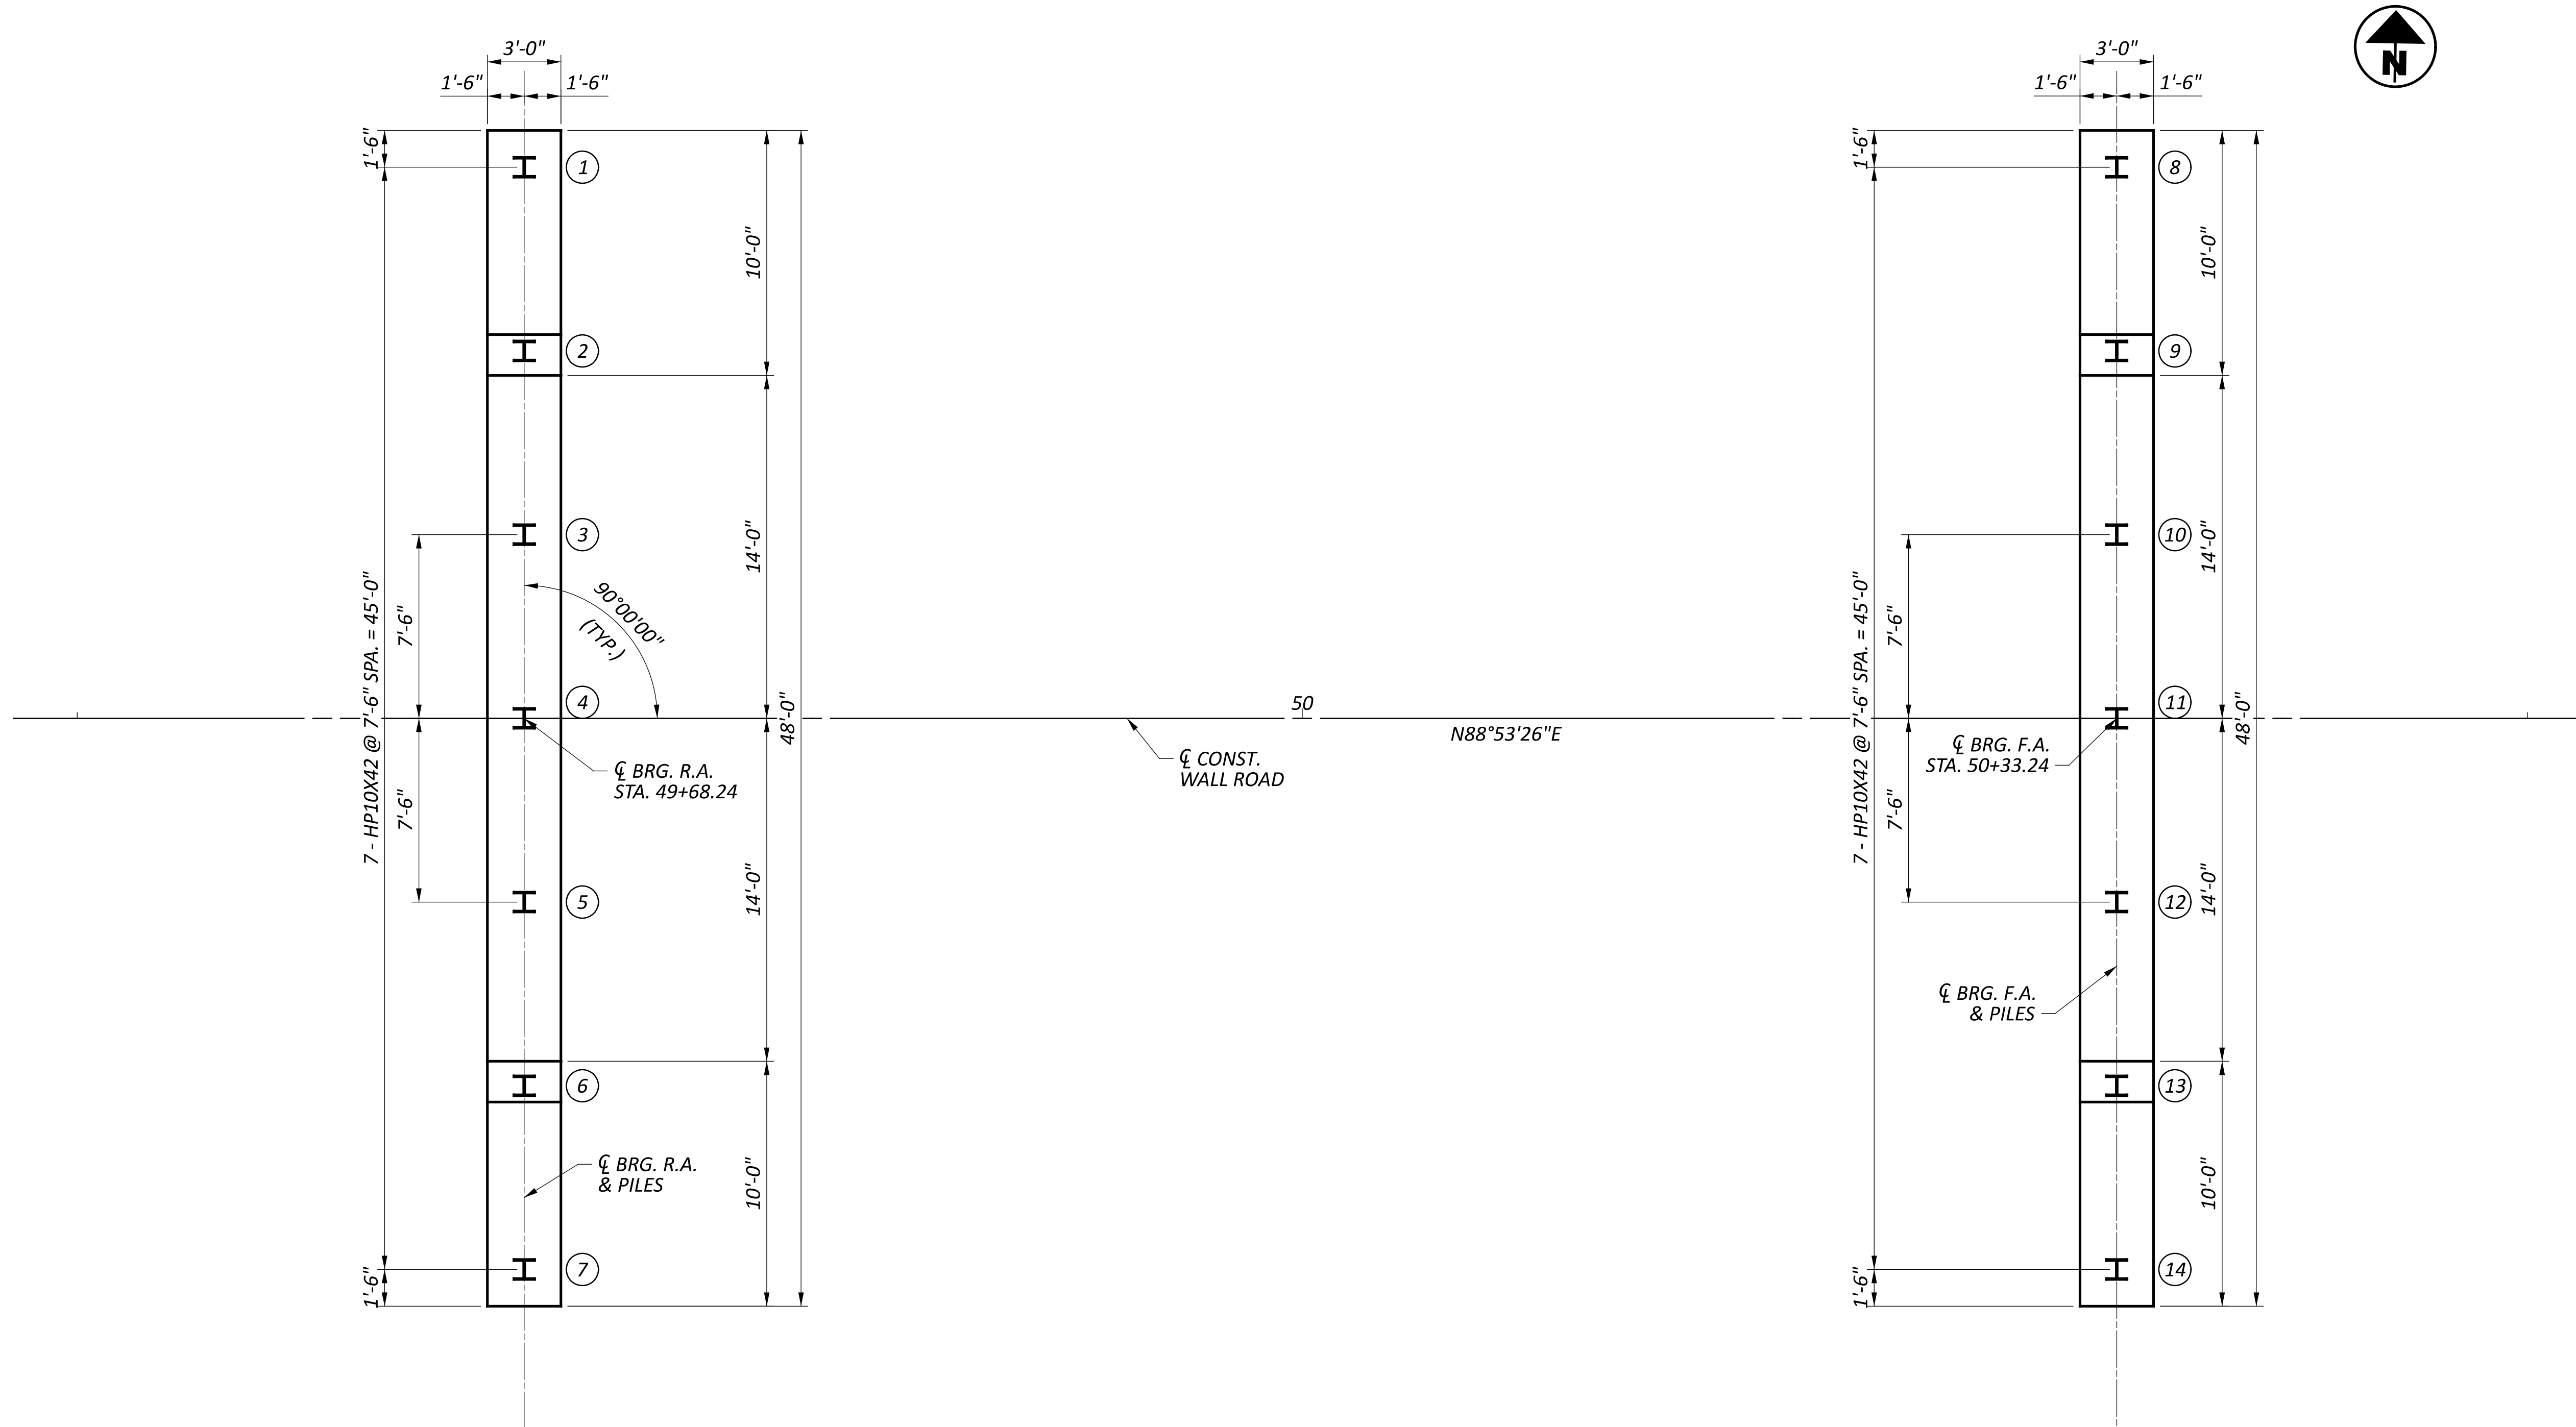 N
3'-0"
1'-6"
1'-6"
1'-6"
7 - HP10X42 @ 7'-6" SPA. = 45'-0"
7'-6"
7'-6"
1'-6"
1
2
3
4
5
6
7
10'-0"
14'-0"
14'-0"
10'-0"
48'-0"
90°00'00"
(TYP.)
℄ BRG. R.A.
STA. 49+68.24
℄ BRG. R.A.
& PILES
50
N88°53'26"E
℄ CONST.
WALL ROAD
3'-0"
1'-6"
1'-6"
1'-6"
7 - HP10X42 @ 7'-6" SPA. = 45'-0"
7'-6"
7'-6"
1'-6"
℄ BRG. F.A.
STA. 50+33.24
℄ BRG. F.A.
& PILES
8
9
10
11
12
13
14
10'-0"
14'-0"
14'-0"
10'-0"
48'-0"